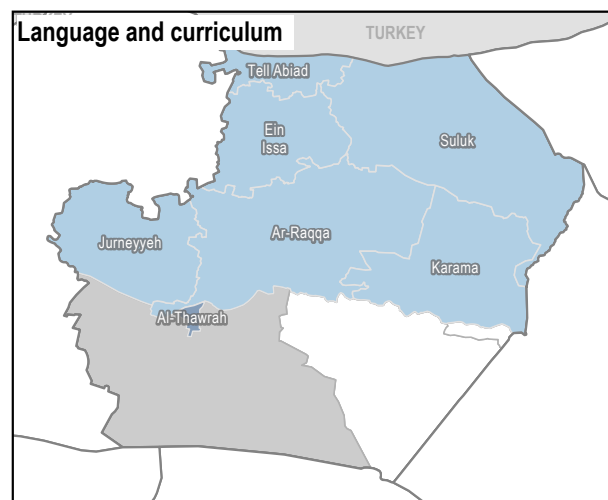 Language and curriculum
TURKEY
Tell Abiad
Ein
Issa
Suluk
Ar-Raqqa
Jurneyyeh
Karama
Al-Thawrah